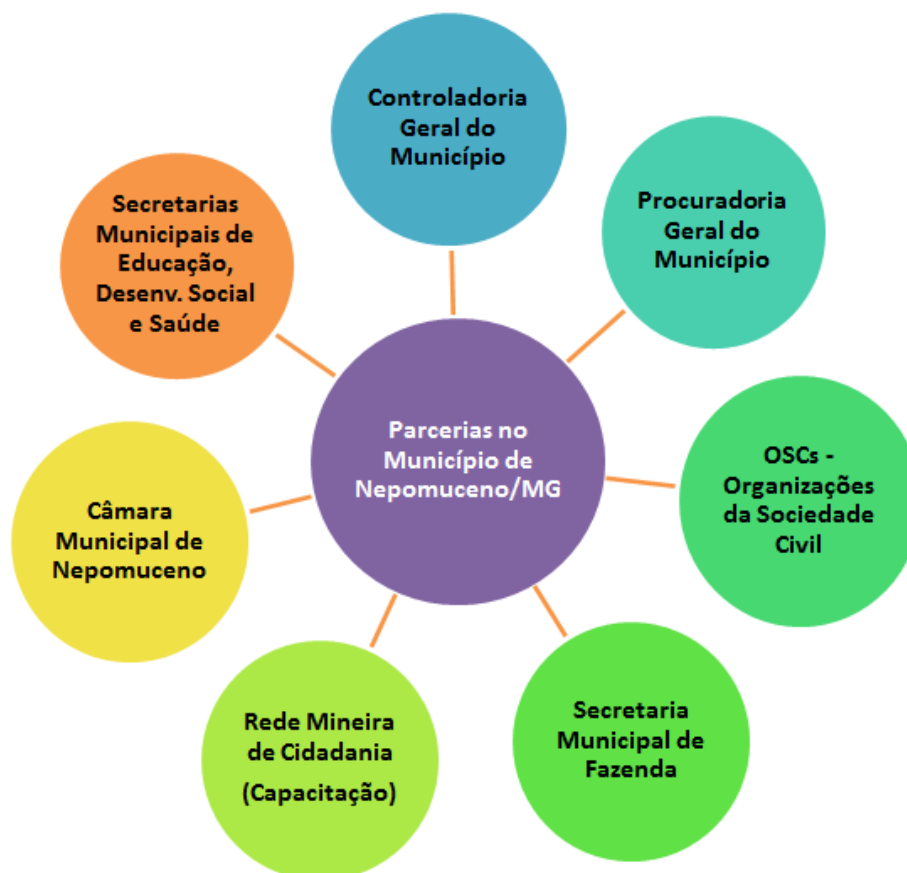 Controladoria
Geral do
Município
Procuradoria
Geral do
Município
Secretarias
Municipais de
Educação,
Desenv. Social
e Saúde
Parcerias no
Município de
Nepomuceno/MG
OSCs -
Organizações
da Sociedade
Civil
Câmara
Municipal de
Nepomuceno
Rede Mineira
de Cidadania
(Capacitação)
Secretaria
Municipal de
Fazenda